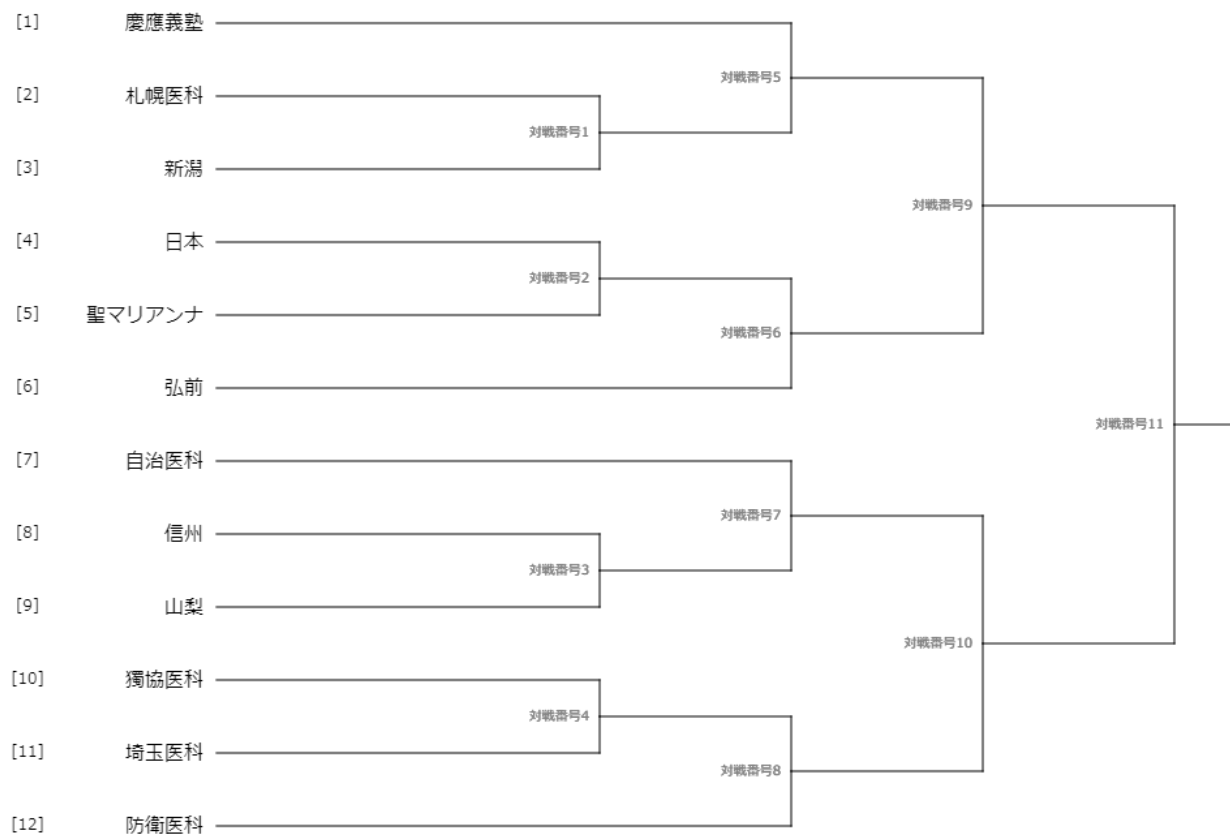 [1] 慶應義塾
対戦番号5
[2] 札幌医科
対戦番号1
[3] 新潟
対戦番号9
[4] 日本
対戦番号2
[5] 聖マリアンナ
対戦番号6
[6] 弘前
対戦番号11
[7] 自治医科
対戦番号7
[8] 信州
対戦番号3
[9] 山梨
対戦番号10
[10] 獨協医科
対戦番号4
[11] 埼玉医科
対戦番号8
[12] 防衛医科